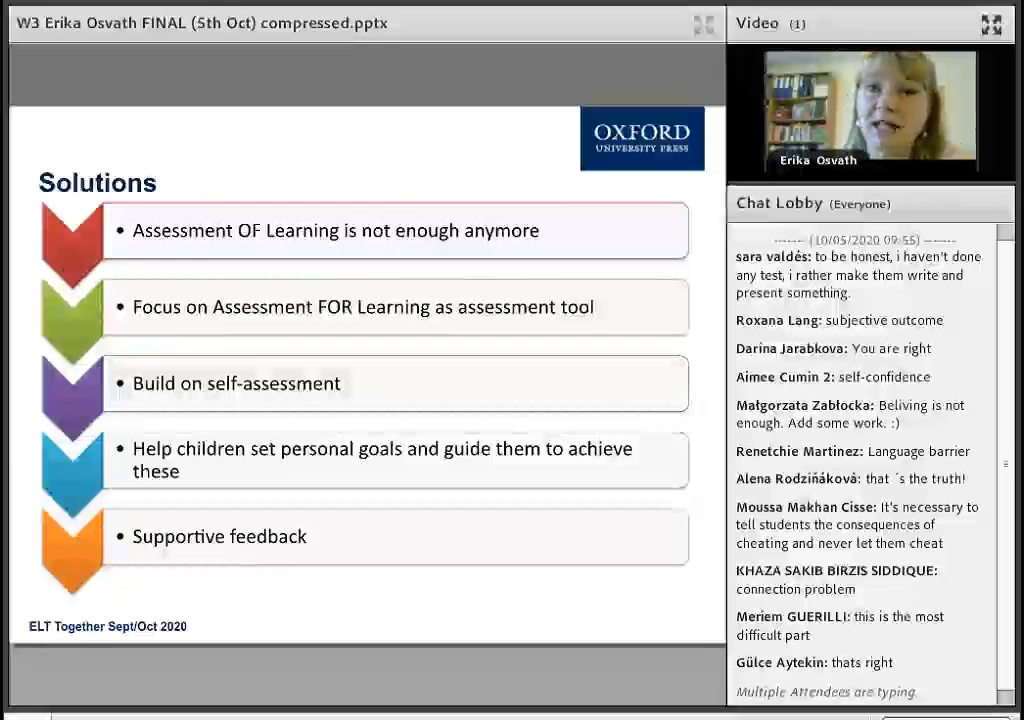 W3 Erika Osvath FINAL (5th Oct) compressed.pptx
OXFORD
UNIVERSITY PRESS
Solutions
• Assessment OF Learning is not enough anymore
• Focus on Assessment FOR Learning as assessment tool
• Build on self-assessment
• Help children set personal goals and guide them to achieve
these
• Supportive feedback
ELT Together Sept/Oct 2020
Video (1)
Erika Osvath
Chat Lobby (Everyone)
------ (10/05/2020 09:55) ------
sara valdés: to be honest, i haven't done
any test, i rather make them write and
present something.
Roxana Lang: subjective outcome
Darina Jarabkova: You are right
Aimee Cumin 2: self-confidence
Małgorzata Zabłocka: Beliving is not
enough. Add some work. :)
Renetchie Martinez: Language barrier
Alena Rodziňáková: that ´s the truth!
Moussa Makhan Cisse: It's necessary to
tell students the consequences of
cheating and never let them cheat
KHAZA SAKIB BIRZIS SIDDIQUE:
connection problem
Meriem GUERILLI: this is the most
difficult part
Gülce Aytekin: thats right
Multiple Attendees are typing.